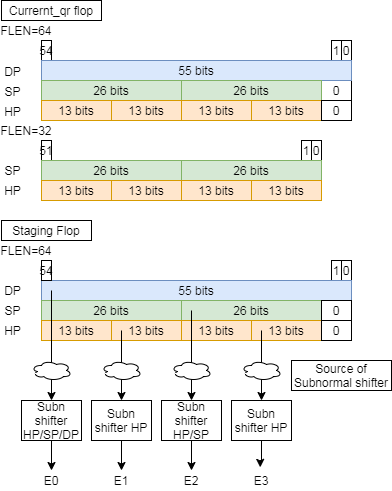 Currernt_qr flop
FLEN=64
54 1 0
DP 55 bits
SP 26 bits 26 bits 0
HP 13 bits 13 bits 13 bits 13 bits 0
FLEN=32
51 1 0
SP 26 bits 26 bits
HP 13 bits 13 bits 13 bits 13 bits
Staging Flop
FLEN=64
54 1 0
DP 55 bits
SP 26 bits 26 bits 0
HP 13 bits 13 bits 13 bits 13 bits 0
Source of
Subnormal shifter
Subn
shifter
HP/SP/DP
Subn
shifter HP
Subn
shifter
HP/SP
Subn
shifter HP
E0 E1 E2 E3